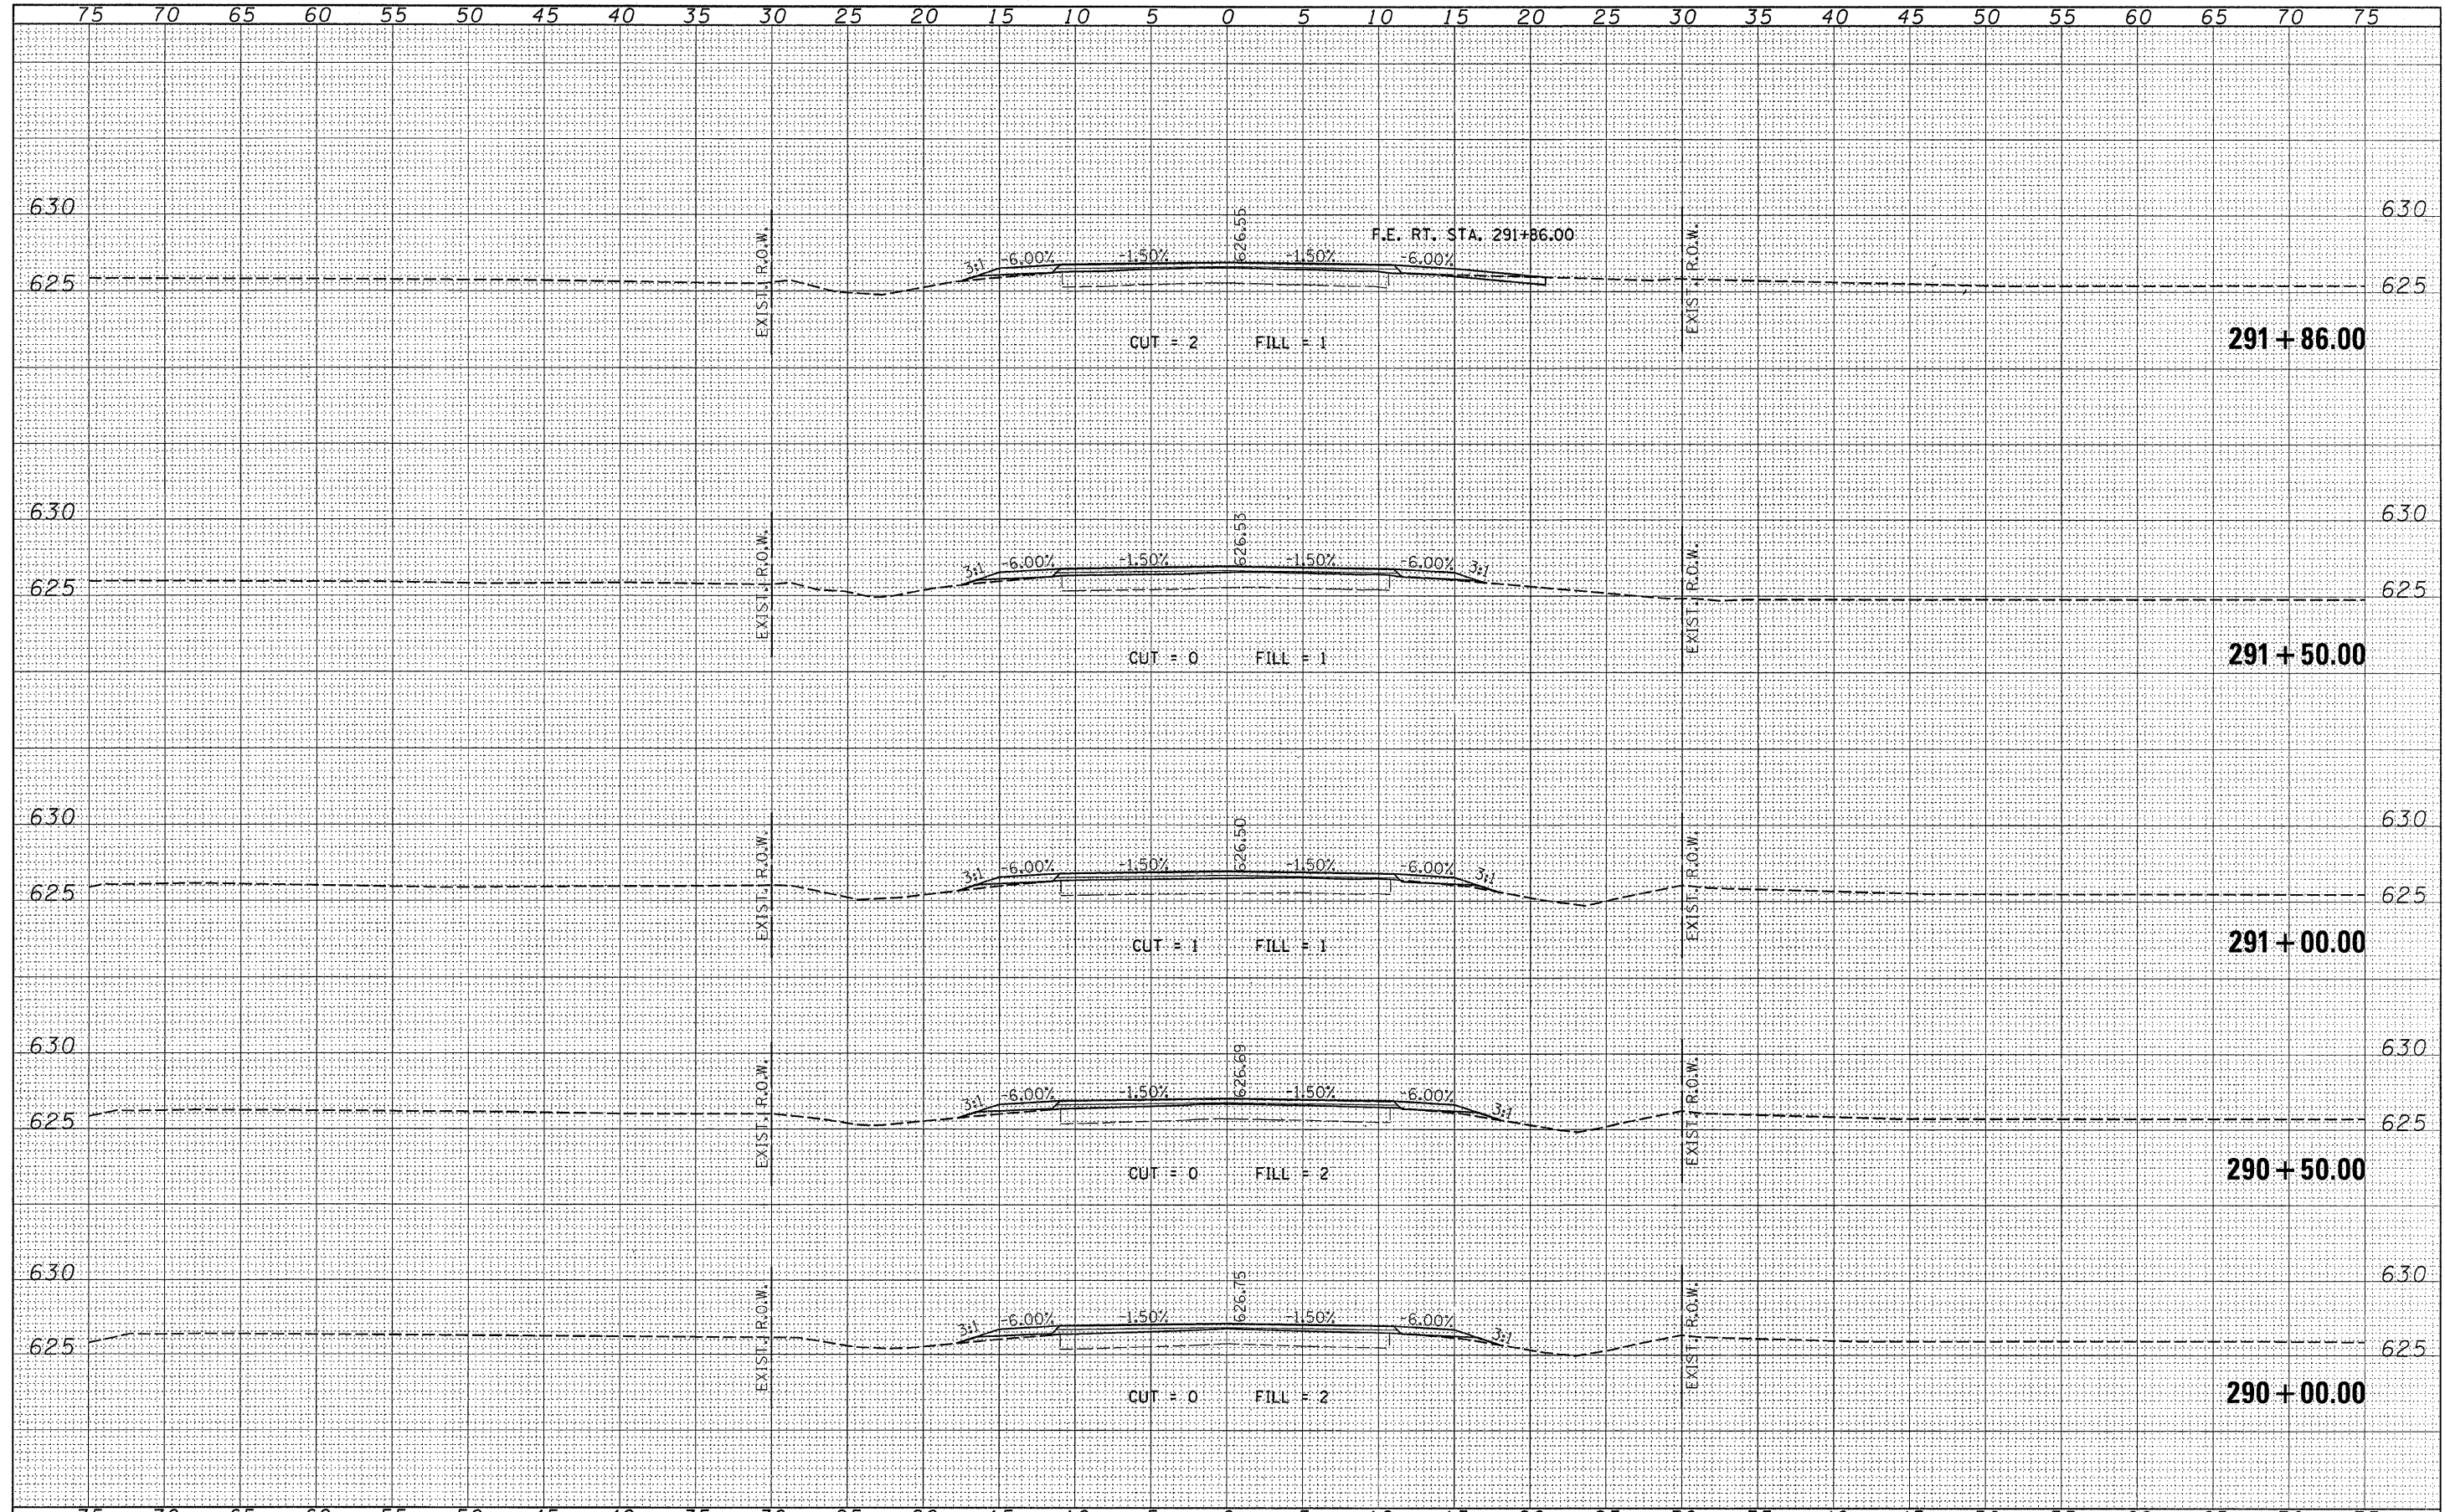 75 70 65 60 55 50 45 40 35 30 25 20 15 10 5 0 5 10 15 20 25 30 35 40 45 50 55 60 65 70 75
630 630
EXIST. R.O.W. 626.55 F.E. RT. STA. 291+86.00 EXIST. R.O.W.
3:1 -6.00% -1.50% -1.50% -6.00%
625 625
CUT = 2 FILL = 1 291+86.00
630 630
EXIST. R.O.W. 626.53 EXIST. R.O.W.
3:1 -6.00% -1.50% -1.50% -6.00% 3:1
625 625
CUT = 0 FILL = 1 291+50.00
630 630
EXIST. R.O.W. 626.50 EXIST. R.O.W.
3:1 -6.00% -1.50% -1.50% -6.00% 3:1
625 625
CUT = 1 FILL = 1 291+00.00
630 630
EXIST. R.O.W. 626.69 EXIST. R.O.W.
3:1 -6.00% -1.50% -1.50% -6.00% 3:1
625 625
CUT = 0 FILL = 2 290+50.00
630 630
EXIST. R.O.W. 626.75 EXIST. R.O.W.
3:1 -6.00% -1.50% -1.50% -6.00% 3:1
625 625
CUT = 0 FILL = 2 290+00.00